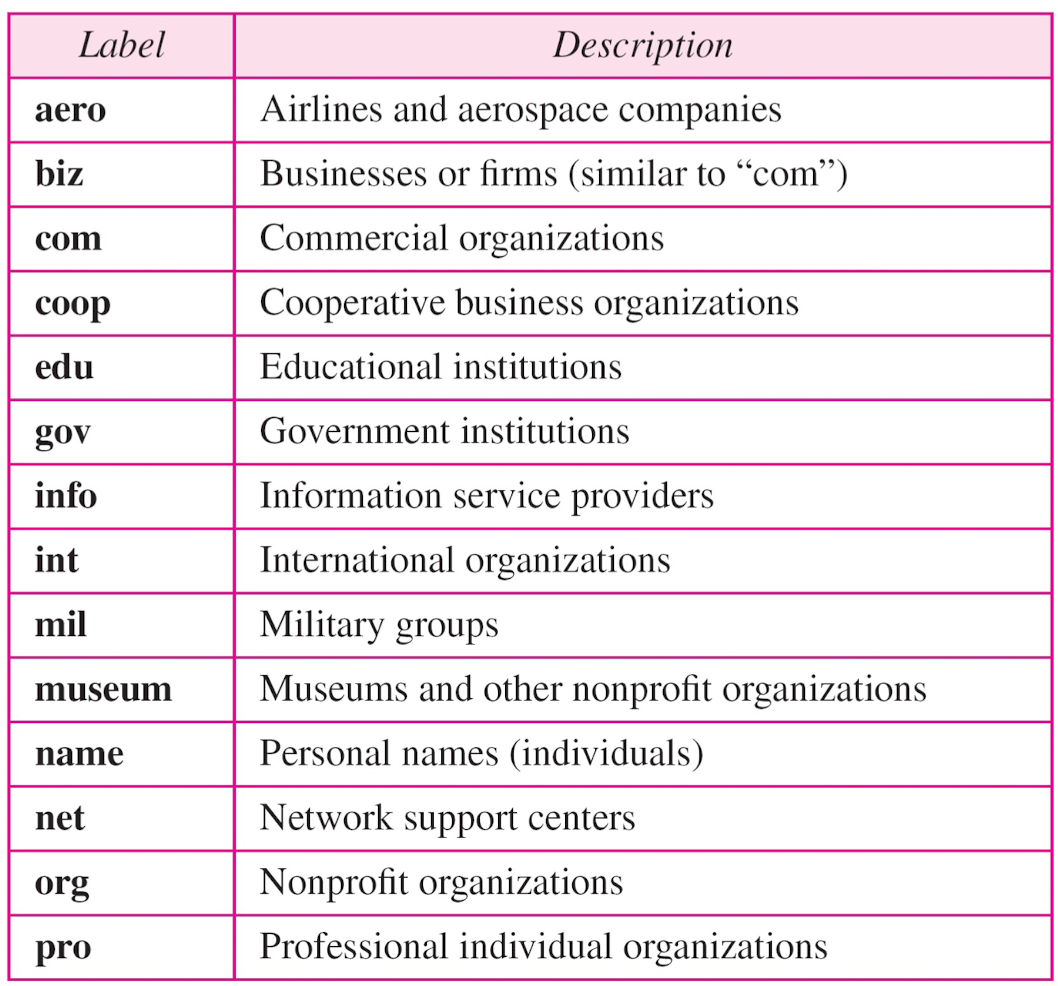 Label Description
aero Airlines and aerospace companies
biz Businesses or firms (similar to “com”)
com Commercial organizations
coop Cooperative business organizations
edu Educational institutions
gov Government institutions
info Information service providers
int International organizations
mil Military groups
museum Museums and other nonprofit organizations
name Personal names (individuals)
net Network support centers
org Nonprofit organizations
pro Professional individual organizations